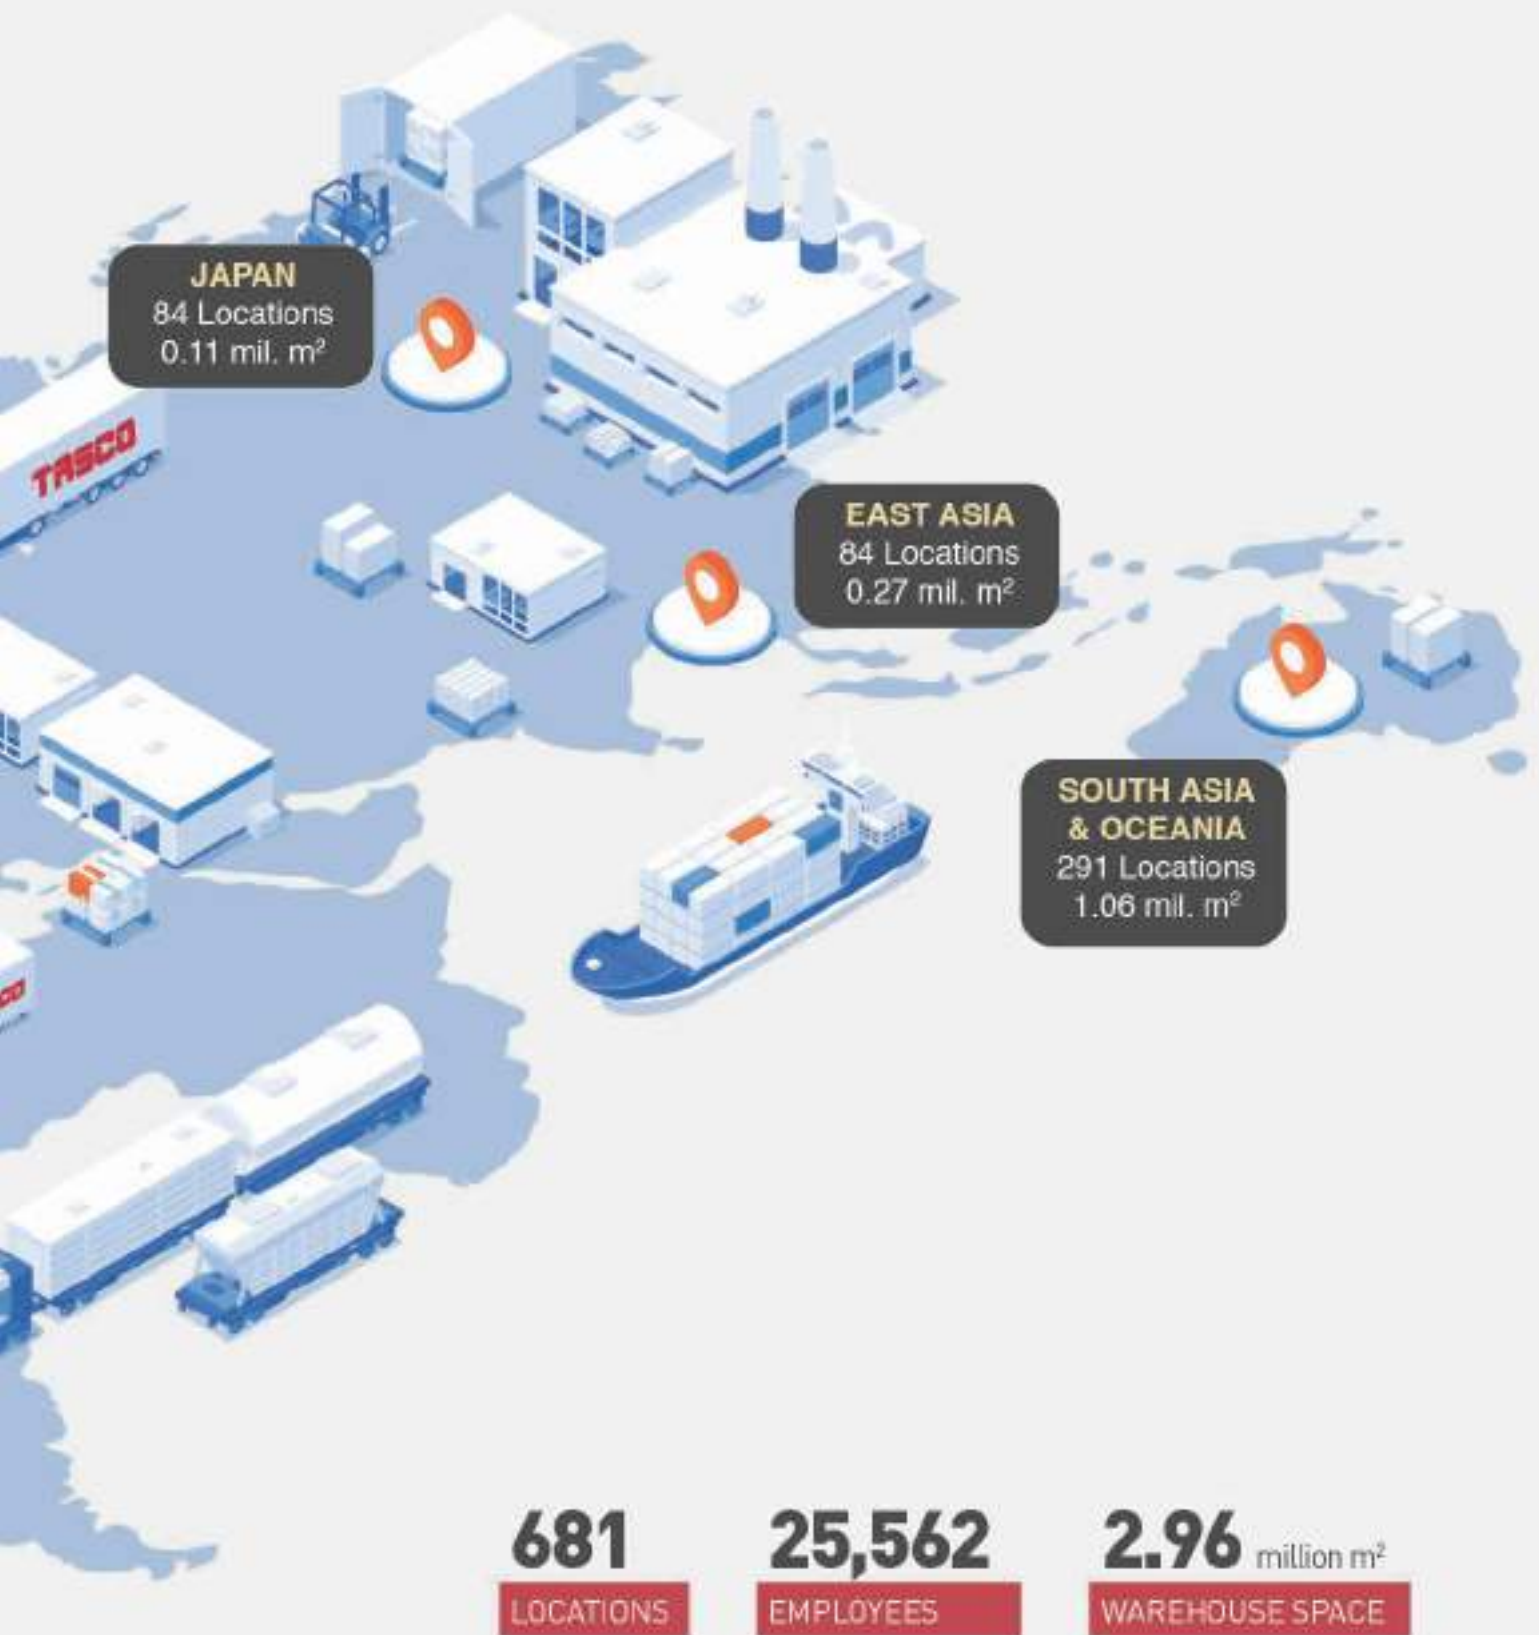 JAPAN
84 Locations
0.11 mil. m²
TASCO
EAST ASIA
84 Locations
0.27 mil. m²
SOUTH ASIA
& OCEANIA
291 Locations
1.06 mil. m²
CO
681
LOCATIONS
25,562
EMPLOYEES
2.96 million m²
WAREHOUSE SPACE